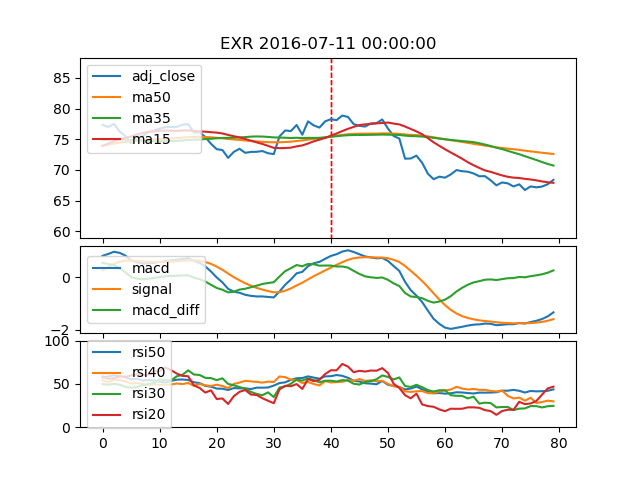 EXR 2016-07-11 00:00:00
85
80
75
70
65
60
adj_close
ma50
ma35
ma15
0
−2
macd
signal
macd_diff
100
50
0
rsi50
rsi40
rsi30
rsi20
0 10 20 30 40 50 60 70 80